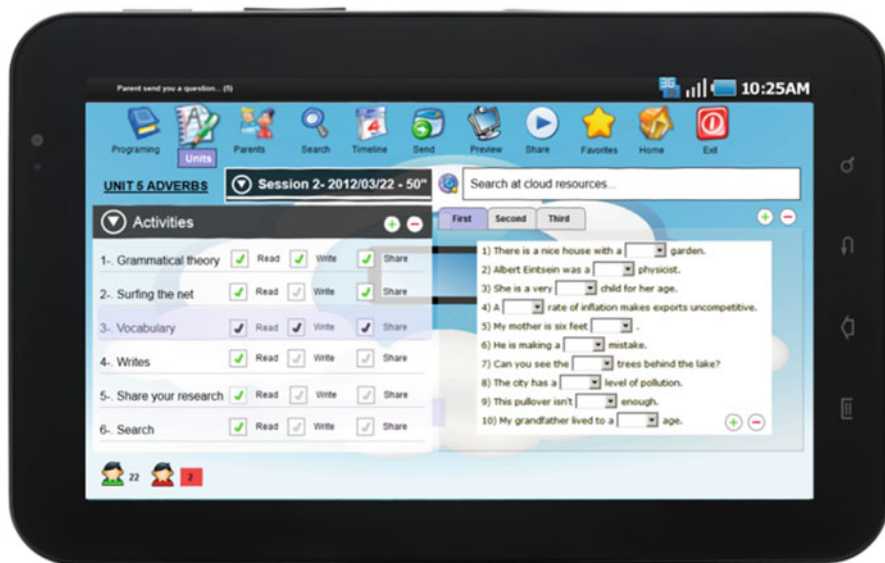 Parent send you a question... (5)
3G
10:25AM
Programing
Units
Parents
Search
Timeline
4
Send
Preview
Share
Favorites
Home
Exit
UNIT 5 ADVERBS
Session 2- 2012/03/22 - 50"
Search at cloud resources...
Activities
1-. Grammatical theory Read Write Share
2-. Surfing the net Read Write Share
3-. Vocabulary Read Write Share
4-. Writes Read Write Share
5-. Share your research Read Write Share
6-. Search Read Write Share
22
2
First Second Third
1) There is a nice house with a garden.
2) Albert Eintsein was a physicist.
3) She is a very child for her age.
4) A rate of inflation makes exports uncompetitive.
5) My mother is six feet .
6) He is making a mistake.
7) Can you see the trees behind the lake?
8) The city has a level of pollution.
9) This pullover isn't enough.
10) My grandfather lived to a age.